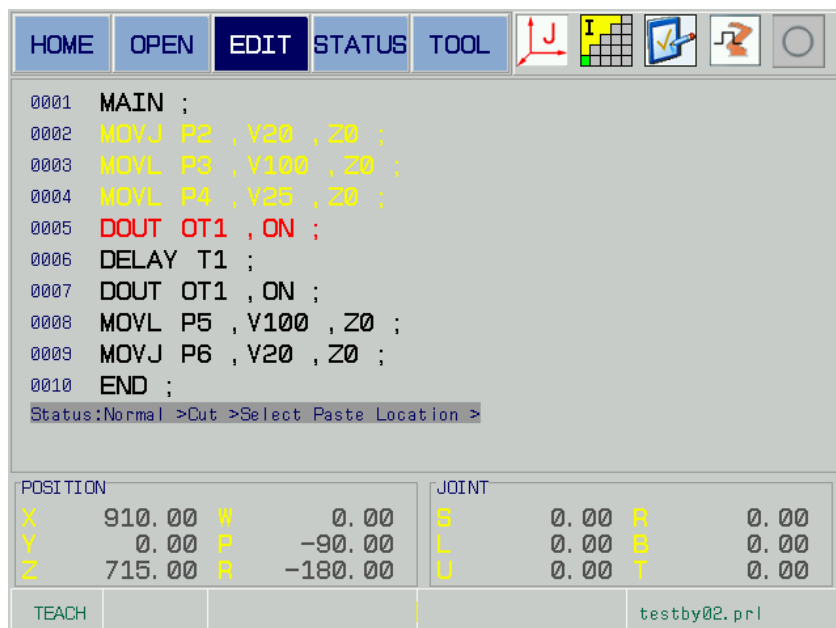 HOME OPEN EDIT STATUS TOOL J I
0001 MAIN ;
0002 MOVJ P2 , V20 , Z0 ;
0003 MOVL P3 , V100 , Z0 ;
0004 MOVL P4 , V25 , Z0 ;
0005 DOUT OT1 , ON ;
0006 DELAY T1 ;
0007 DOUT OT1 , ON ;
0008 MOVL P5 , V100 , Z0 ;
0009 MOVJ P6 , V20 , Z0 ;
0010 END ;
Status:Normal >Cut >Select Paste Location >
POSITION JOINT
X 910.00 W 0.00 S 0.00 R 0.00
Y 0.00 P -90.00 L 0.00 B 0.00
Z 715.00 R -180.00 U 0.00 T 0.00
TEACH testby02.prl